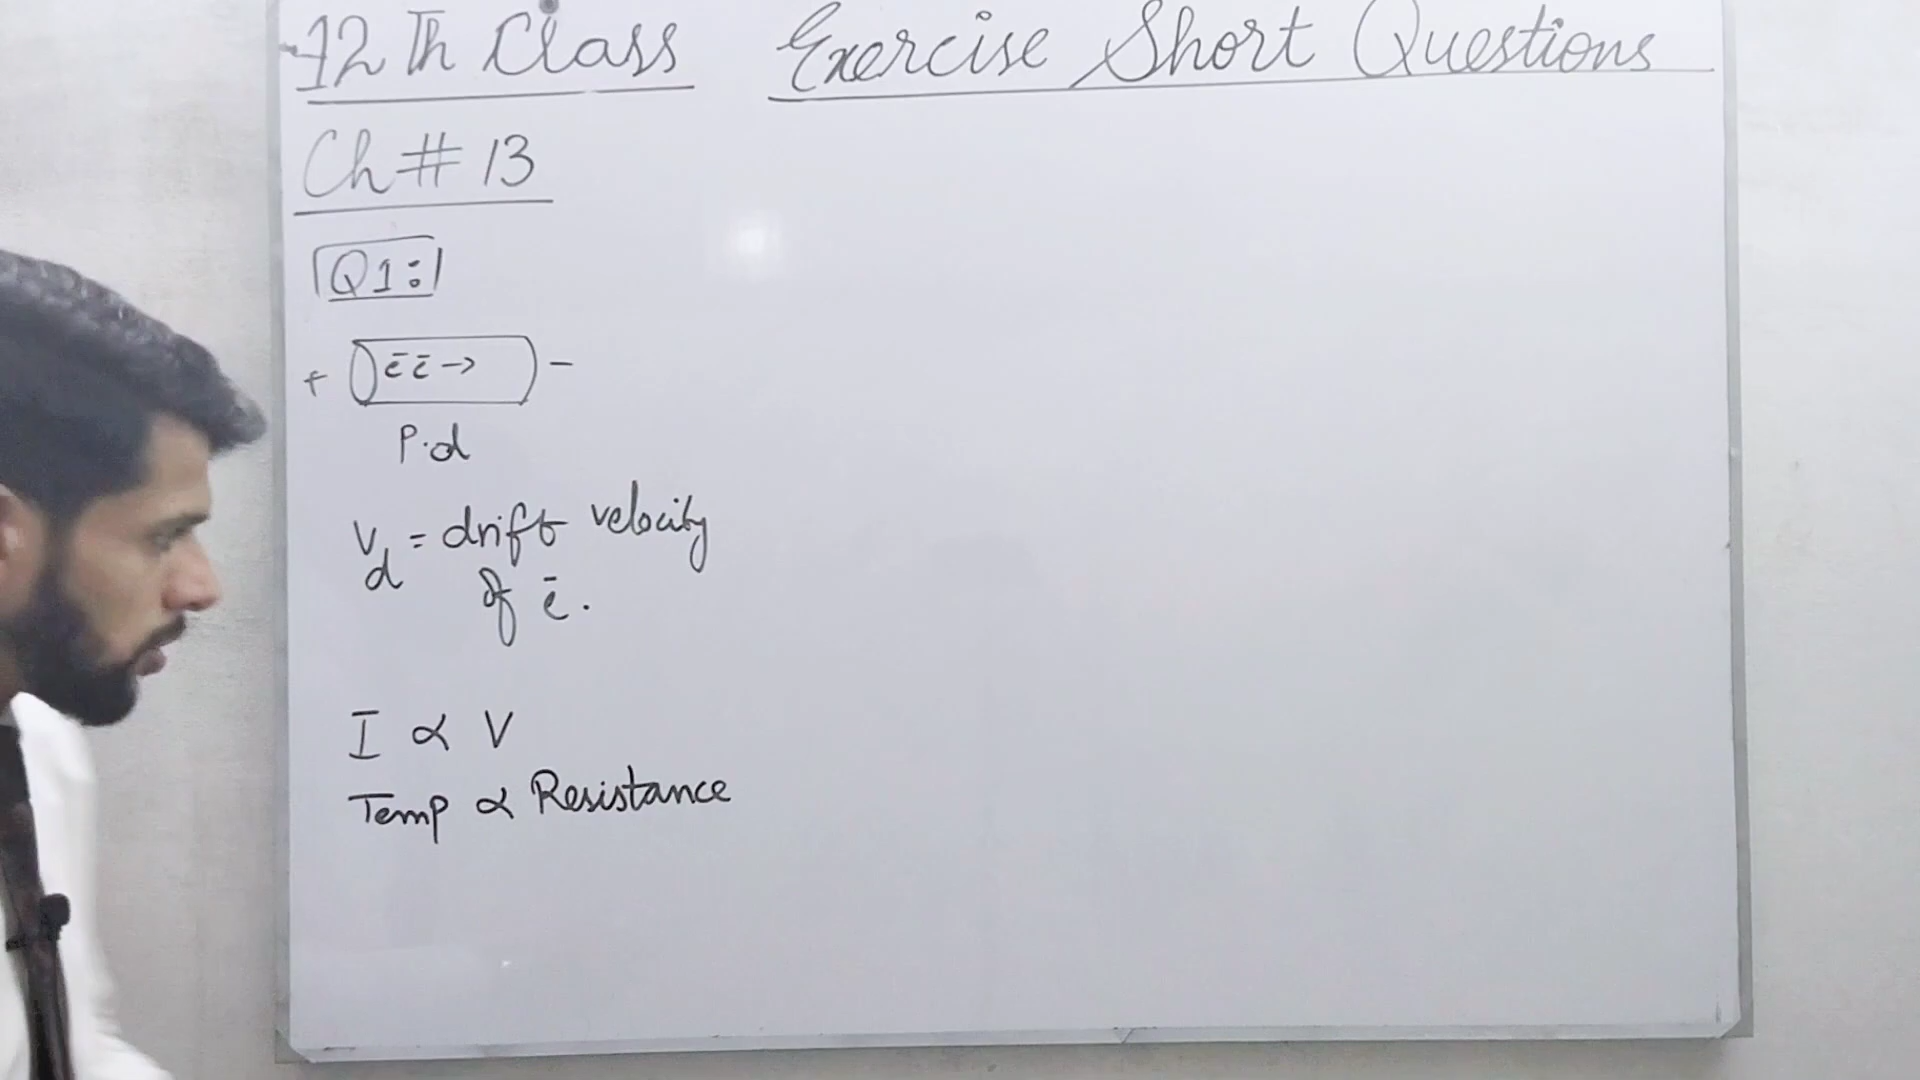 12 Th Class Exercise Short Questions
Ch # 13
Q1:
+ e̅ e̅ → -
P.d
Vd = drift velocity
of e̅.
I ∝ V
Temp ∝ Resistance